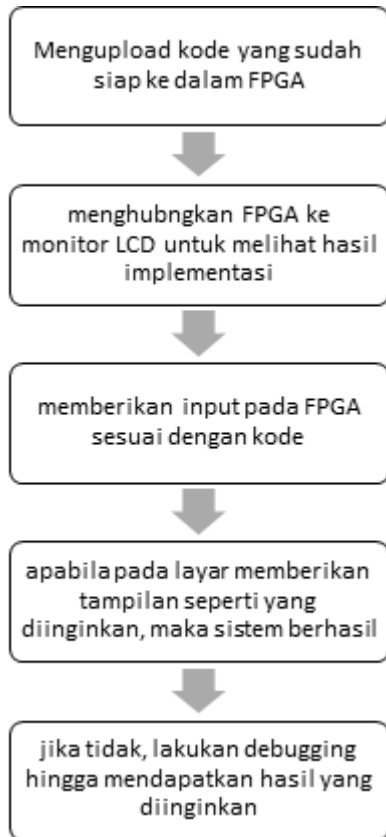 Mengupload kode yang sudah
siap ke dalam FPGA
menghubngkan FPGA ke
monitor LCD untuk melihat hasil
implementasi
memberikan input pada FPGA
sesuai dengan kode
apabila pada layar memberikan
tampilan seperti yang
diinginkan, maka sistem berhasil
jika tidak, lakukan debugging
hingga mendapatkan hasil yang
diinginkan